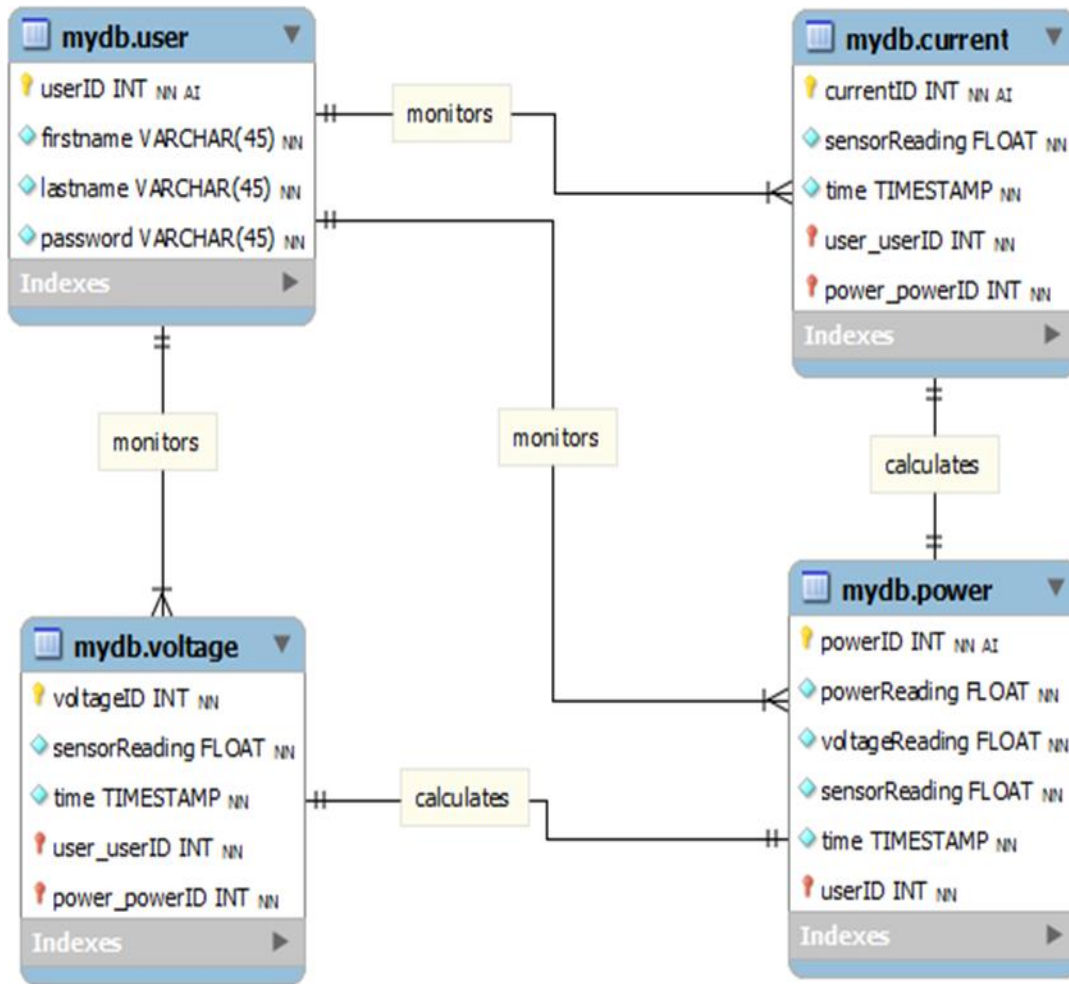 mydb.user
userID INT NN AI
firstname VARCHAR(45) NN
lastname VARCHAR(45) NN
password VARCHAR(45) NN
Indexes
monitors
mydb.current
currentID INT NN AI
sensorReading FLOAT NN
time TIMESTAMP NN
user_userID INT NN
power_powerID INT NN
Indexes
monitors
monitors
calculates
mydb.voltage
voltageID INT NN
sensorReading FLOAT NN
time TIMESTAMP NN
user_userID INT NN
power_powerID INT NN
Indexes
calculates
mydb.power
powerID INT NN AI
powerReading FLOAT NN
voltageReading FLOAT NN
sensorReading FLOAT NN
time TIMESTAMP NN
userID INT NN
Indexes